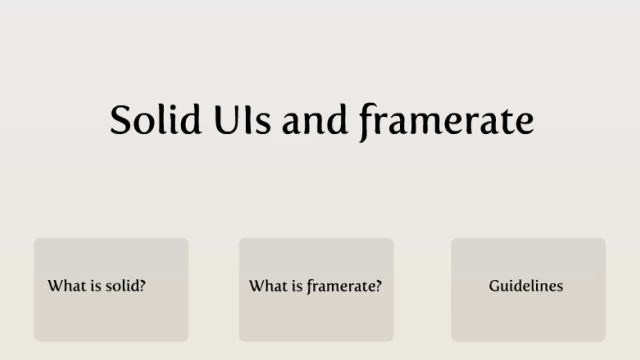 Solid UIs and framerate
What is solid?
What is framerate?
Guidelines